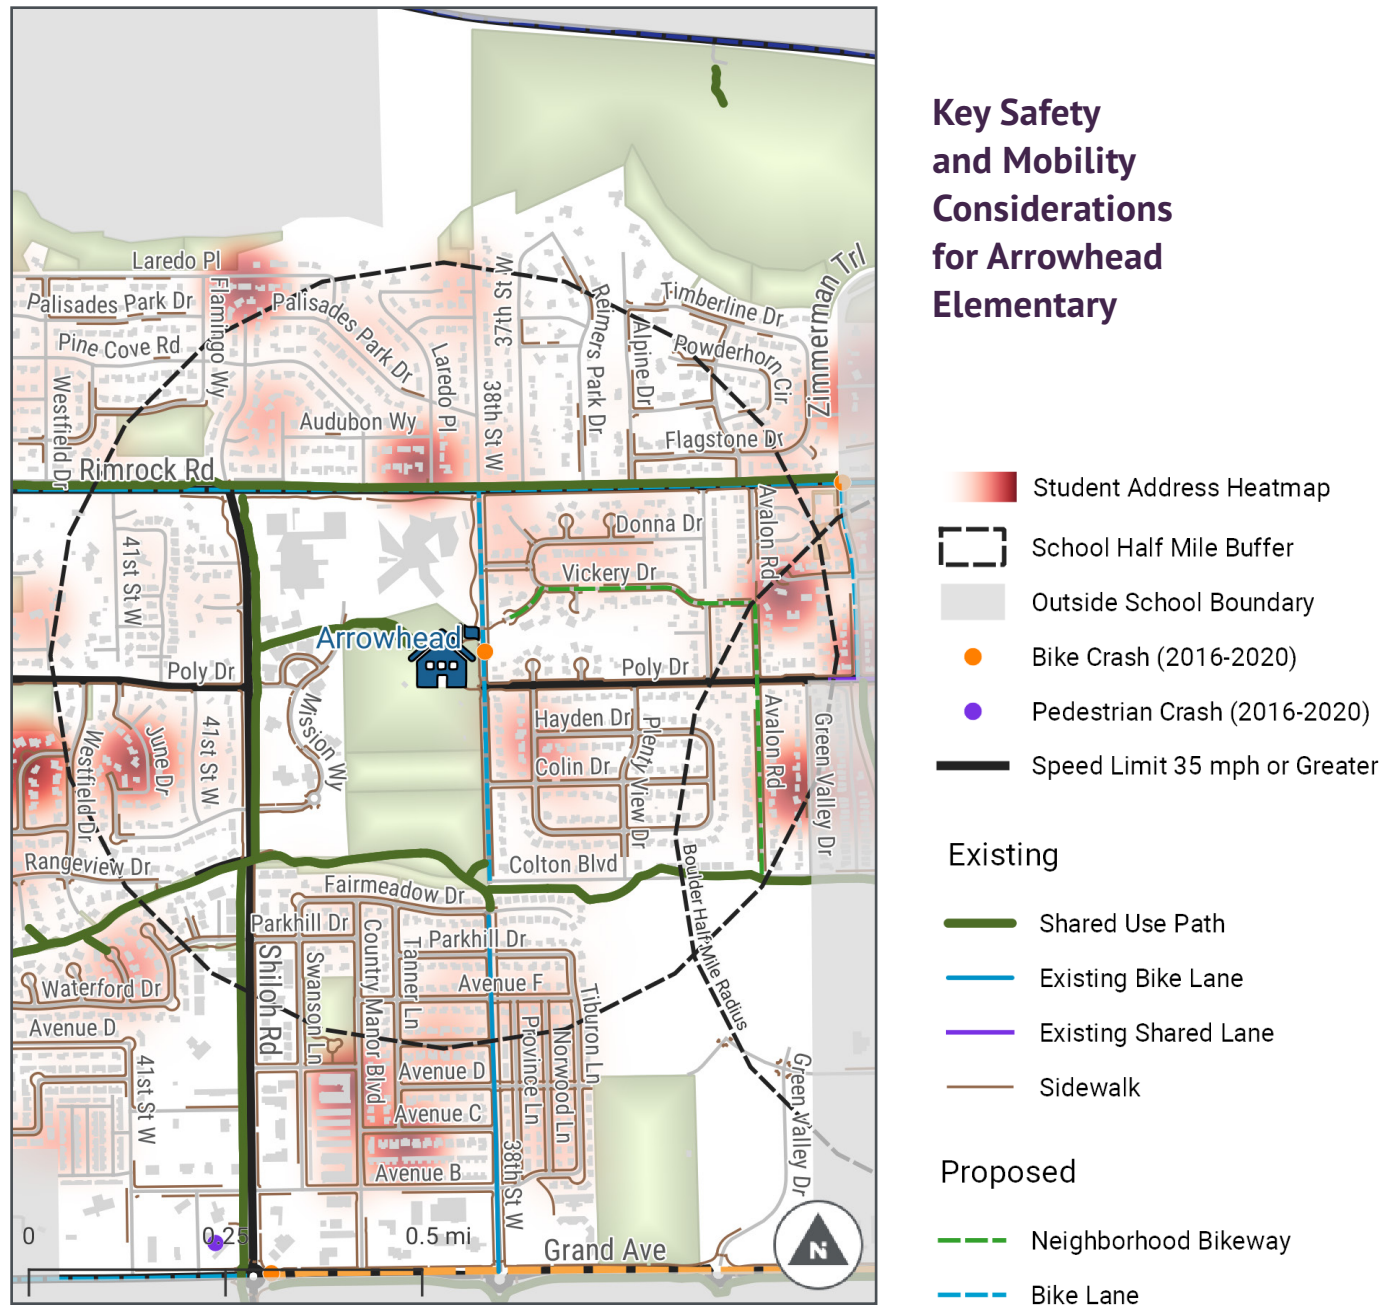 Key Safety
and Mobility
Considerations
for Arrowhead
Elementary
Laredo Pl
Palisades Park Dr
Flamingo Wy
Palisades Park Dr
Pine Cove Rd
Westfield Dr
Audubon Wy
Laredo Pl
37th St W
38th St W
Reimers Park Dr
Alpine Dr
Timberline Dr
Powderhorn Cir
Zimmerman Trl
Flagstone Dr
Rimrock Rd
41st St W
Donna Dr
Avalon Rd
Vickery Dr
Arrowhead
Poly Dr
Poly Dr
Mission Wy
Westfield Dr
June Dr
41st St W
Hayden Dr
Plenty View Dr
Colin Dr
Avalon Rd
Green Valley Dr
Rangeview Dr
Colton Blvd
Boulder Half-Mile Radius
Fairmeadow Dr
Parkhill Dr
Parkhill Dr
Country Manor Blvd
Tanner Ln
Swanson Ln
Shiloh Rd
Waterford Dr
Avenue F
Tiburon Ln
Avenue D
41st St W
Avenue D
Province Ln
Norwood Ln
Avenue C
Avenue B
38th St W
Green Valley Dr
Grand Ave
0
0.25
0.5 mi
N
Student Address Heatmap
School Half Mile Buffer
Outside School Boundary
Bike Crash (2016-2020)
Pedestrian Crash (2016-2020)
Speed Limit 35 mph or Greater
Existing
Shared Use Path
Existing Bike Lane
Existing Shared Lane
Sidewalk
Proposed
Neighborhood Bikeway
Bike Lane